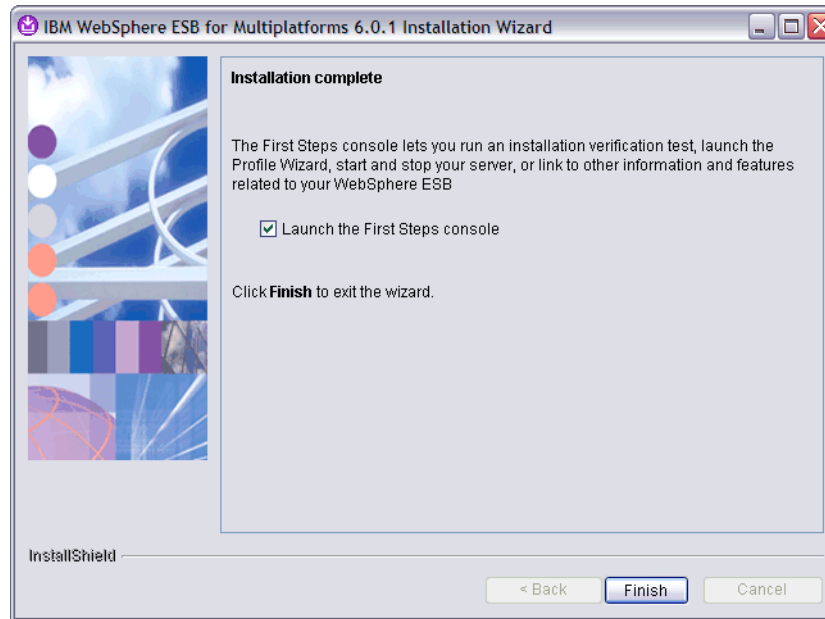 IBM WebSphere ESB for Multiplatforms 6.0.1 Installation Wizard
Installation complete
The First Steps console lets you run an installation verification test, launch the
Profile Wizard, start and stop your server, or link to other information and features
related to your WebSphere ESB
Launch the First Steps console
Click Finish to exit the wizard.
InstallShield
< Back
Finish
Cancel